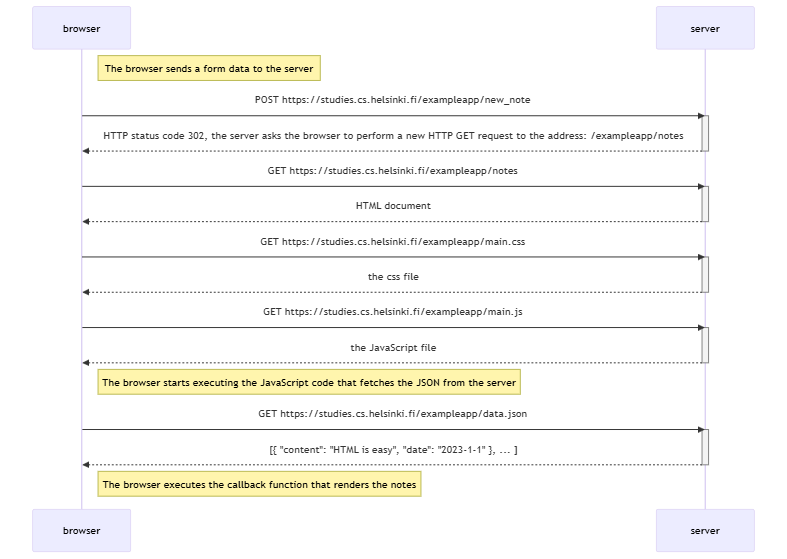 browser
server
The browser sends a form data to the server
POST https://studies.cs.helsinki.fi/exampleapp/new_note
HTTP status code 302, the server asks the browser to perform a new HTTP GET request to the address: /exampleapp/notes
GET https://studies.cs.helsinki.fi/exampleapp/notes
HTML document
GET https://studies.cs.helsinki.fi/exampleapp/main.css
the css file
GET https://studies.cs.helsinki.fi/exampleapp/main.js
the JavaScript file
The browser starts executing the JavaScript code that fetches the JSON from the server
GET https://studies.cs.helsinki.fi/exampleapp/data.json
[{ "content": "HTML is easy", "date": "2023-1-1" }, ... ]
The browser executes the callback function that renders the notes
browser
server